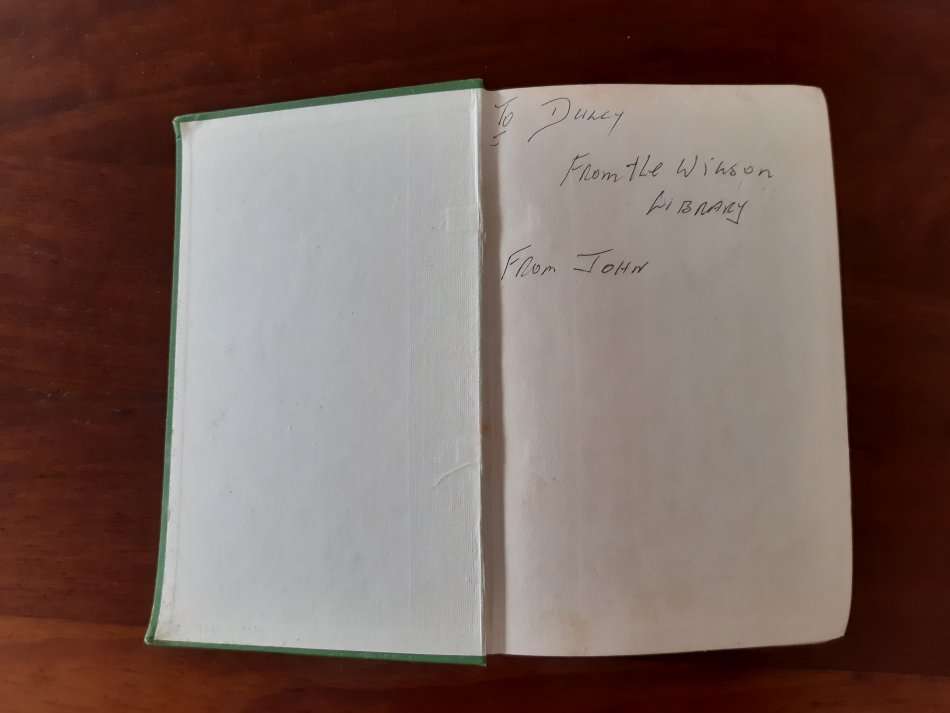 To DULCY
From the Wilson
LIBRARY
FROM JOHN